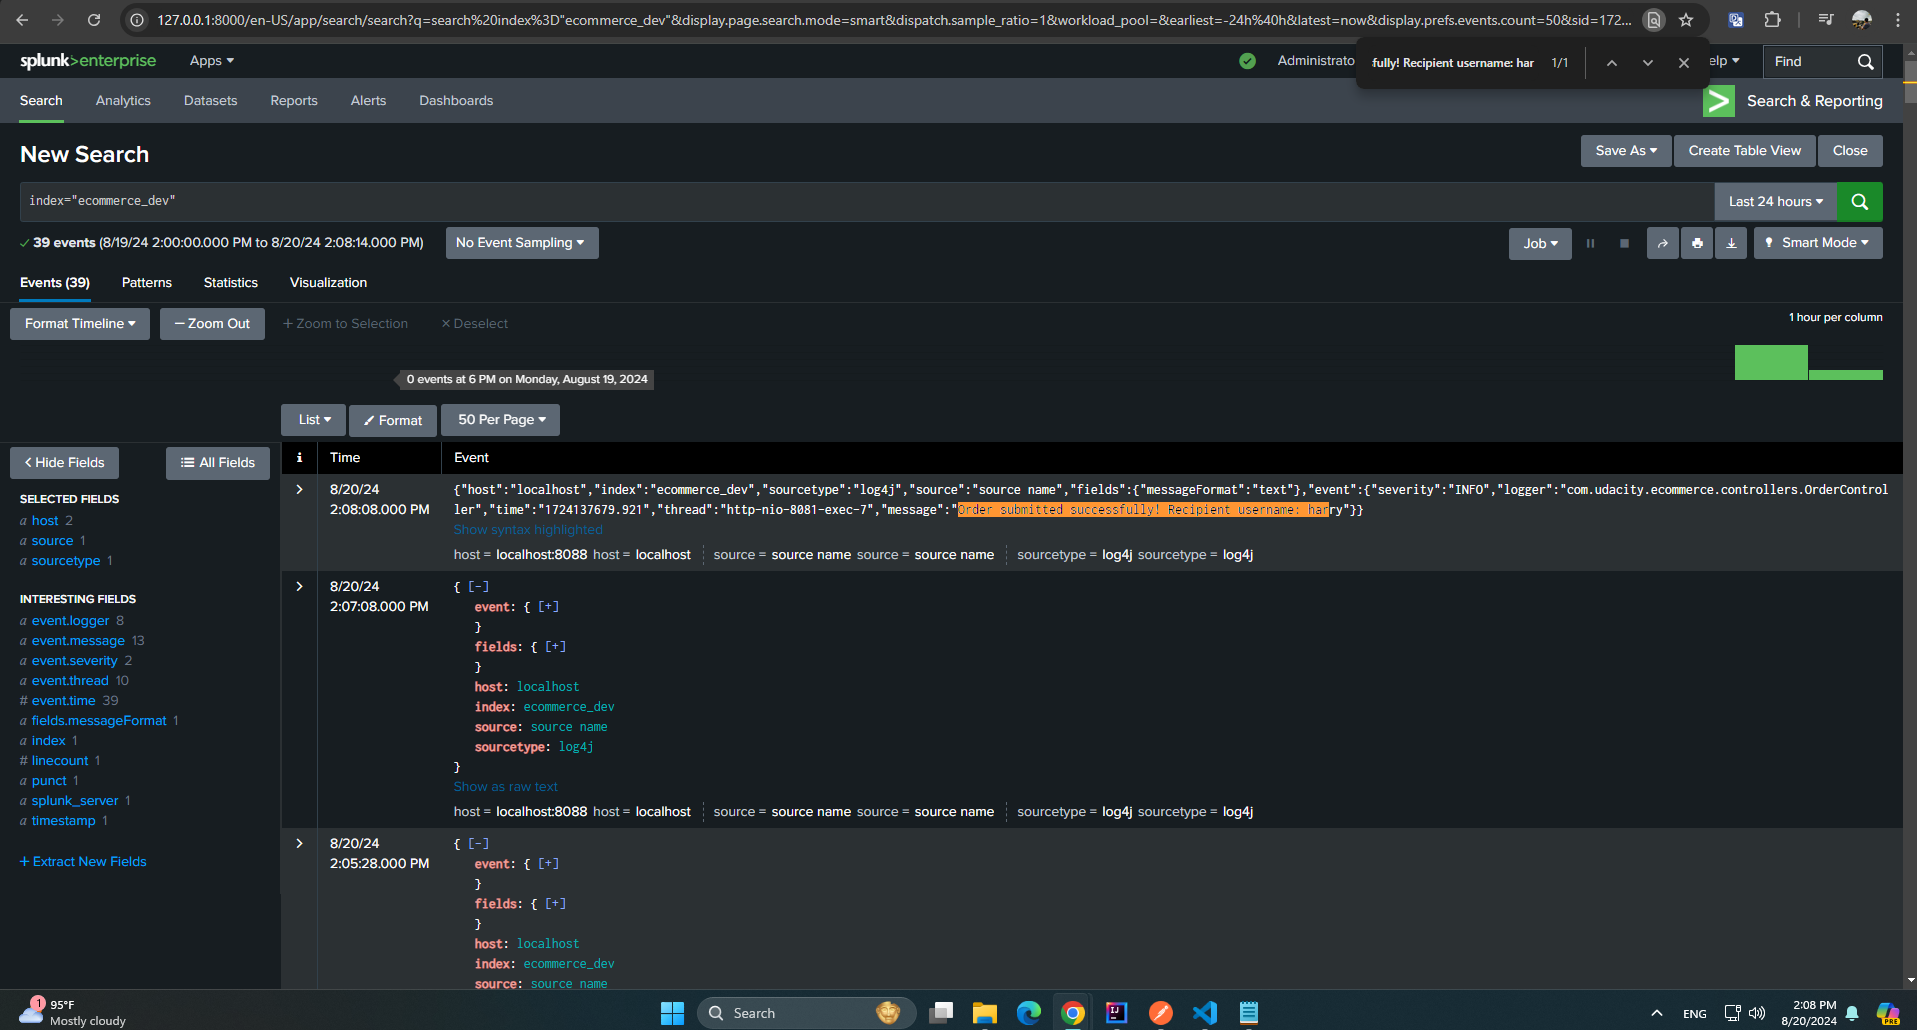 127.0.0.1:8000/en-US/app/search/search?q=search%20index%3D"ecommerce_dev"&display.page.search.mode=smart&dispatch.sample_ratio=1&workload_pool=&earliest=-24h%40h&latest=now&display.prefs.events.count=50&sid=172...
splunk>enterprise Apps
Administrato
fully! Recipient username: har 1/1
elp Find
Search Analytics Datasets Reports Alerts Dashboards
> Search & Reporting
New Search
Save As Create Table View Close
index="ecommerce_dev"
Last 24 hours
39 events (8/19/24 2:00:00.000 PM to 8/20/24 2:08:14.000 PM) No Event Sampling
Job Smart Mode
Events (39) Patterns Statistics Visualization
Format Timeline — Zoom Out + Zoom to Selection × Deselect
1 hour per column
0 events at 6 PM on Monday, August 19, 2024
List Format 50 Per Page
< Hide Fields All Fields
SELECTED FIELDS
a host 2
a source 1
a sourcetype 1
INTERESTING FIELDS
a event.logger 8
a event.message 13
a event.severity 2
a event.thread 10
# event.time 39
a fields.messageFormat 1
a index 1
# linecount 1
a punct 1
a splunk_server 1
a timestamp 1
+ Extract New Fields
i Time Event
8/20/24
2:08:08.000 PM
{"host":"localhost","index":"ecommerce_dev","sourcetype":"log4j","source":"source name","fields":{"messageFormat":"text"},"event":{"severity":"INFO","logger":"com.udacity.ecommerce.controllers.OrderControl
ler","time":"1724137679.921","thread":"http-nio-8081-exec-7","message":"Order submitted successfully! Recipient username: harry"}}
Show syntax highlighted
host = localhost:8088 host = localhost source = source name source = source name sourcetype = log4j sourcetype = log4j
8/20/24
2:07:08.000 PM
{ [-]
event: { [+]
}
fields: { [+]
}
host: localhost
index: ecommerce_dev
source: source name
sourcetype: log4j
}
Show as raw text
host = localhost:8088 host = localhost source = source name source = source name sourcetype = log4j sourcetype = log4j
8/20/24
2:05:28.000 PM
{ [-]
event: { [+]
}
fields: { [+]
}
host: localhost
index: ecommerce_dev
source: source name
1
95°F
Mostly cloudy
Search
IJ
PRE
ENG
2:08 PM
8/20/2024